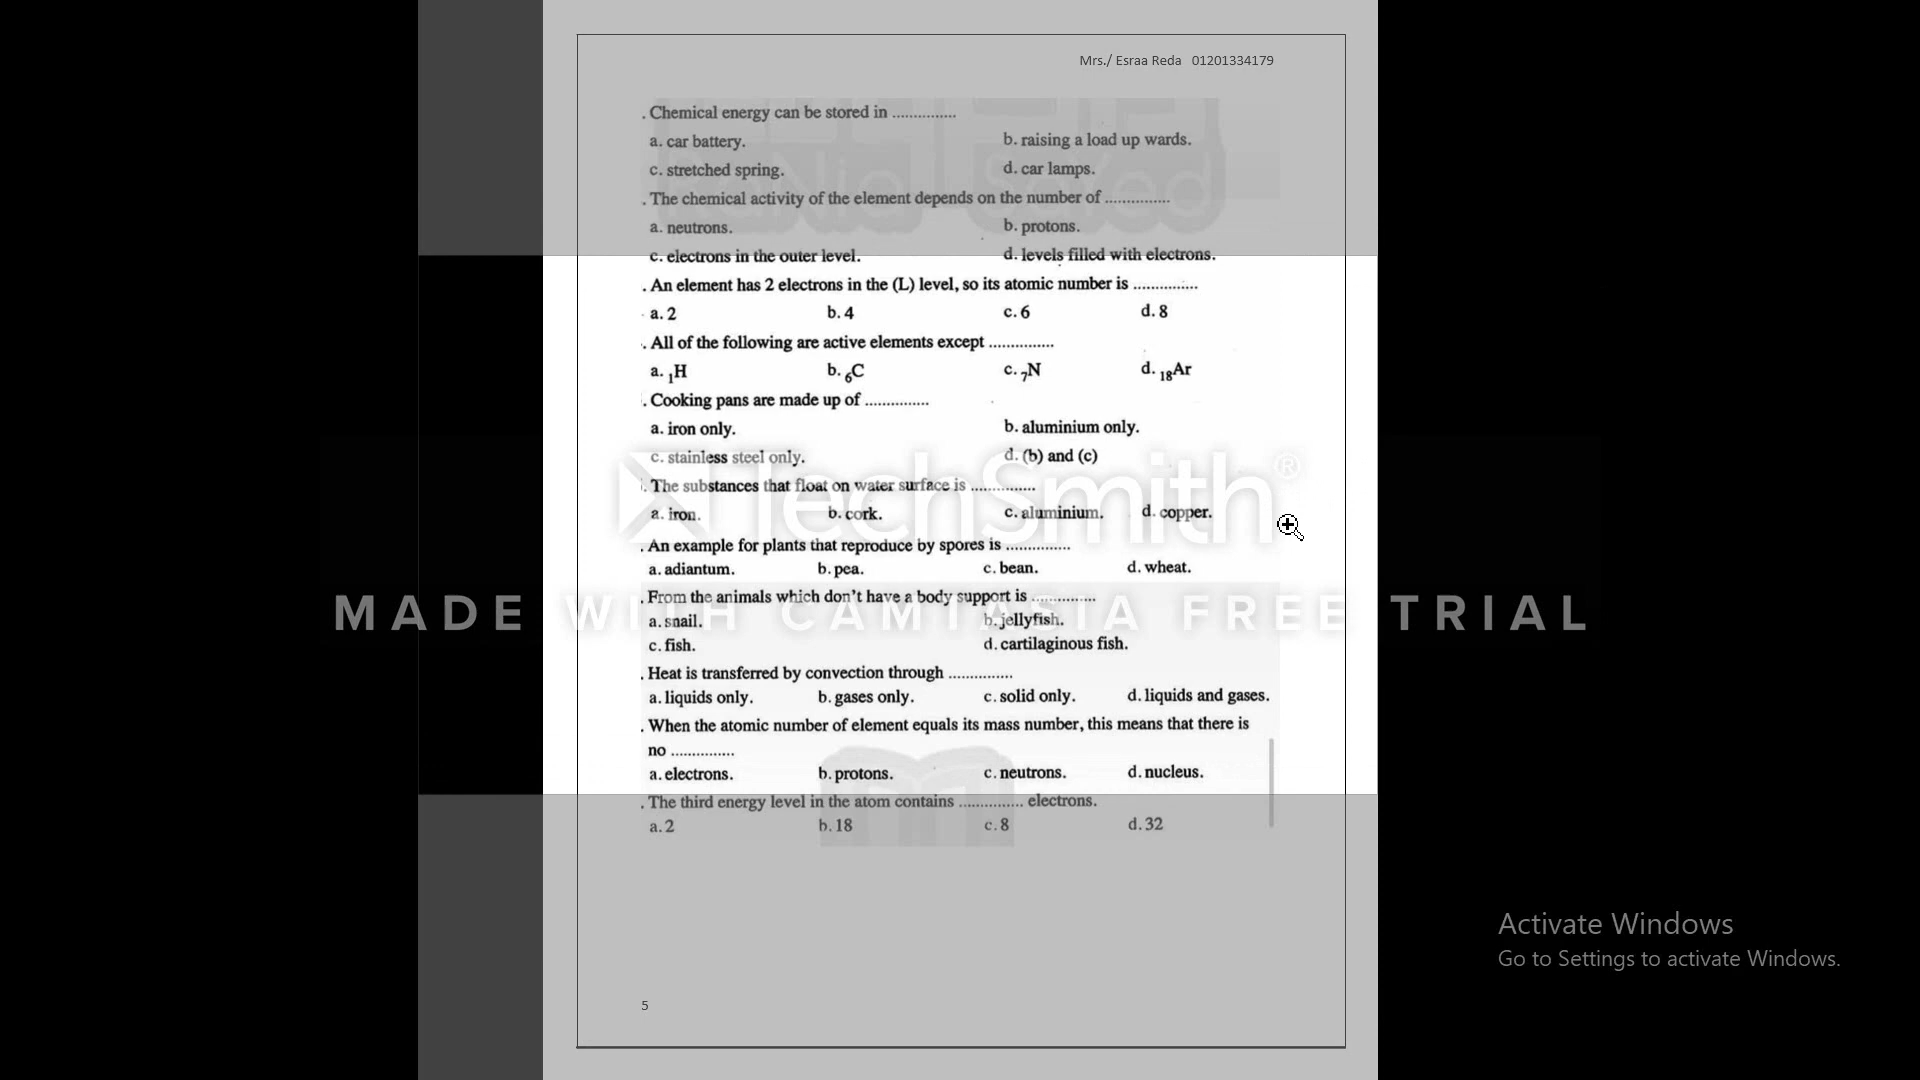 Mrs./ Esraa Reda 01201334179
. Chemical energy can be stored in ...............
a. car battery. b. raising a load up wards.
c. stretched spring. d. car lamps.
. The chemical activity of the element depends on the number of ...............
a. neutrons. b. protons.
c. electrons in the outer level. d. levels filled with electrons.
. An element has 2 electrons in the (L) level, so its atomic number is ...............
a. 2 b. 4 c. 6 d. 8
. All of the following are active elements except ...............
a. ₁H b. ₆C c. ₇N d. ₁₈Ar
. Cooking pans are made up of ...............
a. iron only. b. aluminium only.
c. stainless steel only. d. (b) and (c)
. The substances that float on water surface is ...............
a. iron. b. cork. c. aluminium. d. copper.
TechSmith®
. An example for plants that reproduce by spores is ...............
a. adiantum. b. pea. c. bean. d. wheat.
. From the animals which don't have a body support is ...............
MADE WITH CAMTASIA FREE TRIAL
a. snail. b. jellyfish.
c. fish. d. cartilaginous fish.
. Heat is transferred by convection through ...............
a. liquids only. b. gases only. c. solid only. d. liquids and gases.
. When the atomic number of element equals its mass number, this means that there is
no ...............
a. electrons. b. protons. c. neutrons. d. nucleus.
. The third energy level in the atom contains ............... electrons.
a. 2 b. 18 c. 8 d. 32
Activate Windows
Go to Settings to activate Windows.
5